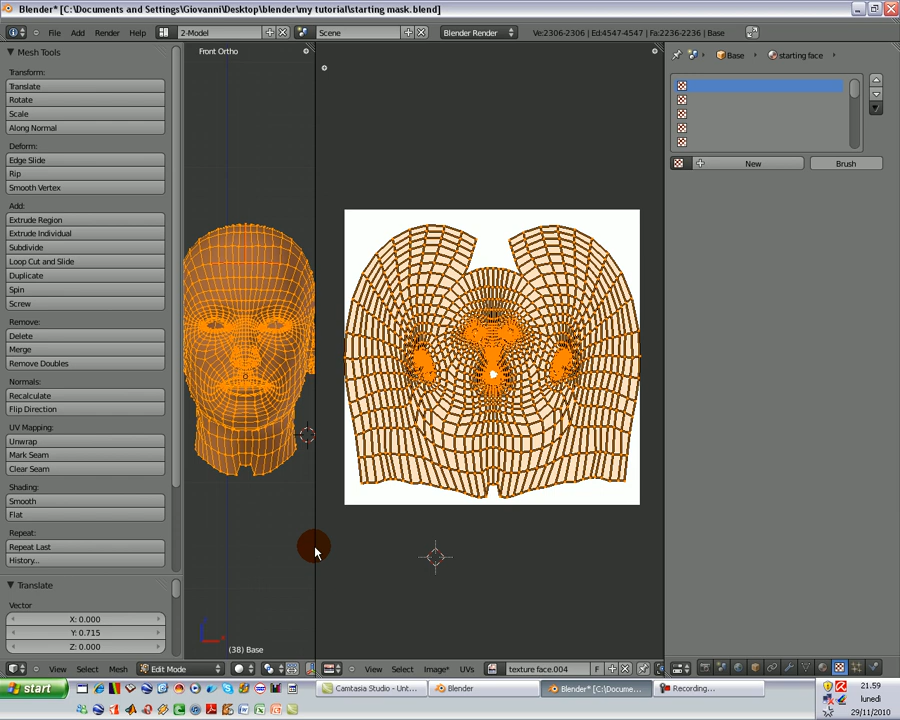 Blender* [C:\Documents and Settings\Giovanni\Desktop\blender\my tutorial\starting mask.blend]
File Add Render Help 2-Model Scene Blender Render Ve:2306-2306 | Ed:4547-4547 | Fa:2236-2236 | Base
Mesh Tools
Front Ortho
Base starting face
Transform:
Translate
Rotate
Scale
Along Normal
Deform:
Edge Slide
Rip
Smooth Vertex
Add:
Extrude Region
Extrude Individual
Subdivide
Loop Cut and Slide
Duplicate
Spin
Screw
Remove:
Delete
Merge
Remove Doubles
Normals:
Recalculate
Flip Direction
UV Mapping:
Unwrap
Mark Seam
Clear Seam
Shading:
Smooth
Flat
Repeat:
Repeat Last
History...
Translate
Vector
X: 0.000
Y: 0.715
Z: 0.000
New Brush
(38) Base
View Select Mesh Edit Mode
View Select Image* UVs texture face.004 F
start
Camtasia Studio - Unt...
Blender
Blender* [C:\Docume...
Recording...
21.59
lunedì
29/11/2010